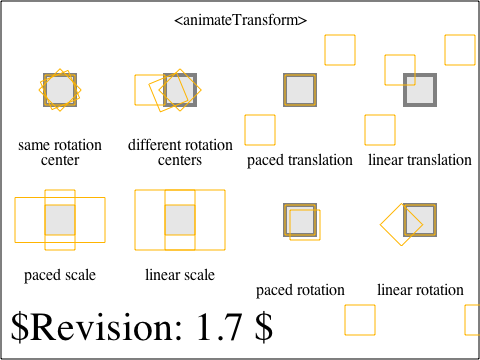 <animateTransform>
same rotation
center
different rotation
centers
paced translation
linear translation
paced scale
linear scale
paced rotation
linear rotation
$Revision: 1.7 $